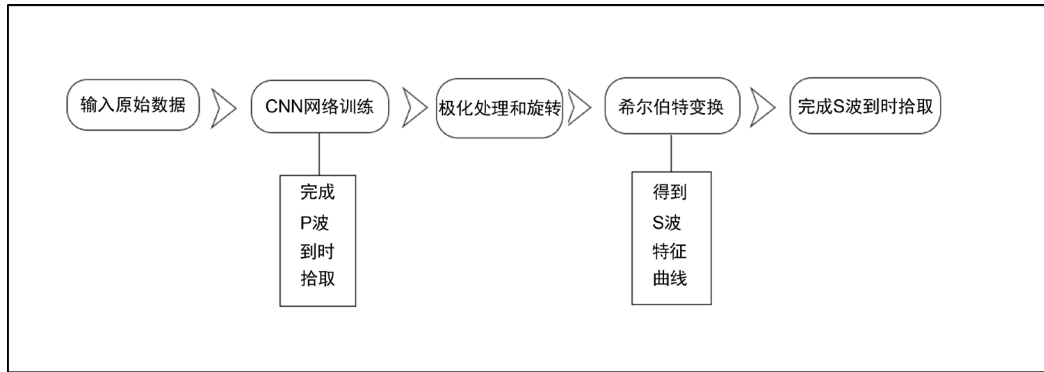 输入原始数据
CNN网络训练
极化处理和旋转
希尔伯特变换
完成S波到时拾取
完成
P波
到时
拾取
得到
S波
特征
曲线